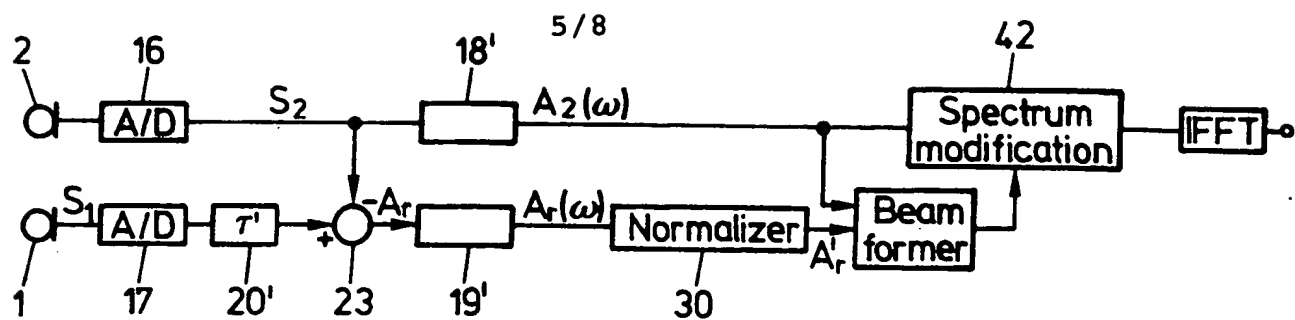 5/8
2 16 18' 42
A/D S₂ A₂(ω) Spectrum modification IFFT
S₁ A/D τ' + - Aᵣ Aᵣ(ω) Normalizer A'ᵣ Beam former
1 17 20' 23 19' 30